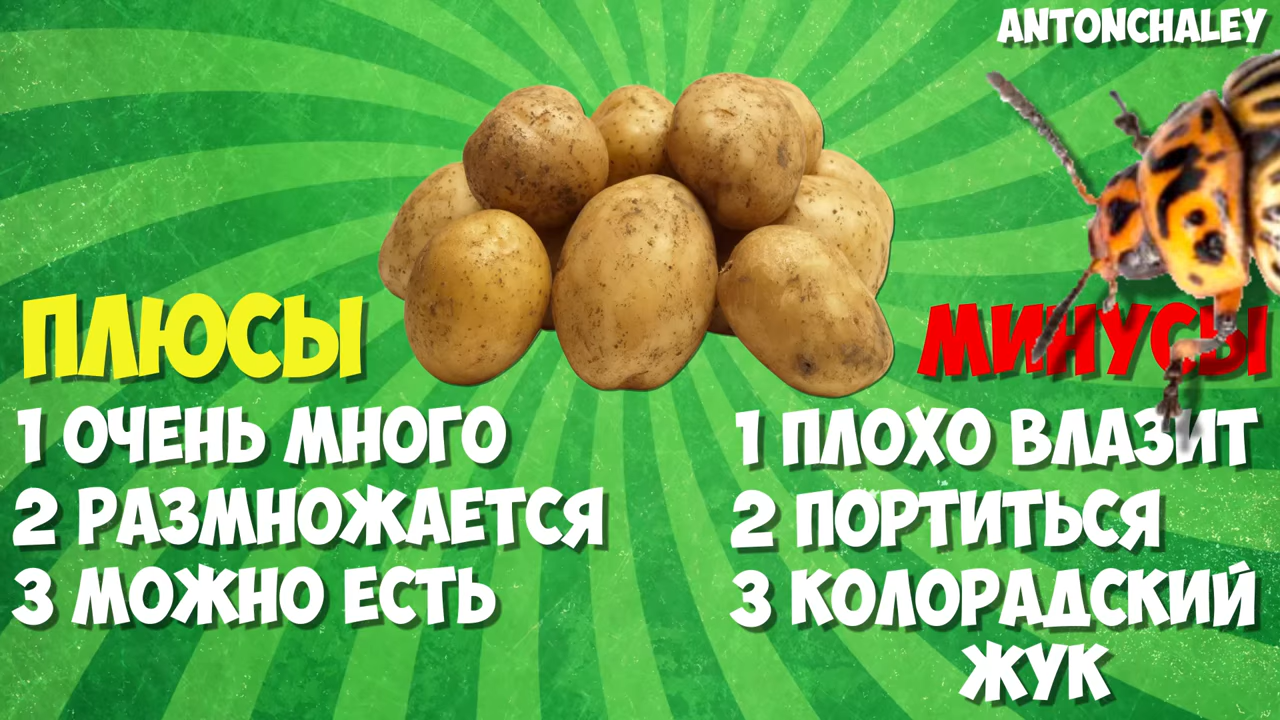 ANTONCHALEY
ПЛЮСЫ
1 ОЧЕНЬ МНОГО
2 РАЗМНОЖАЕТСЯ
3 МОЖНО ЕСТЬ
МИНУСЫ
1 ПЛОХО ВЛАЗИТ
2 ПОРТИТЬСЯ
3 КОЛОРАДСКИЙ
ЖУК